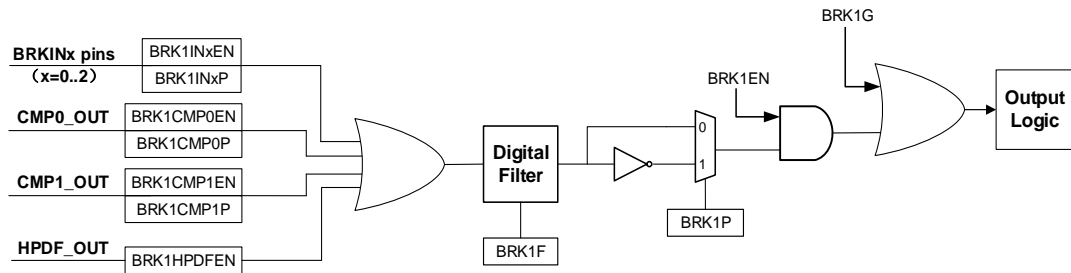 BRK1G
BRKINx pins
（x=0..2）
BRK1INxEN
BRK1INxP
BRK1EN
CMP0_OUT
BRK1CMP0EN
BRK1CMP0P
0
1
Digital
Filter
Output
Logic
CMP1_OUT
BRK1CMP1EN
BRK1CMP1P
BRK1P
HPDF_OUT
BRK1HPDFEN
BRK1F